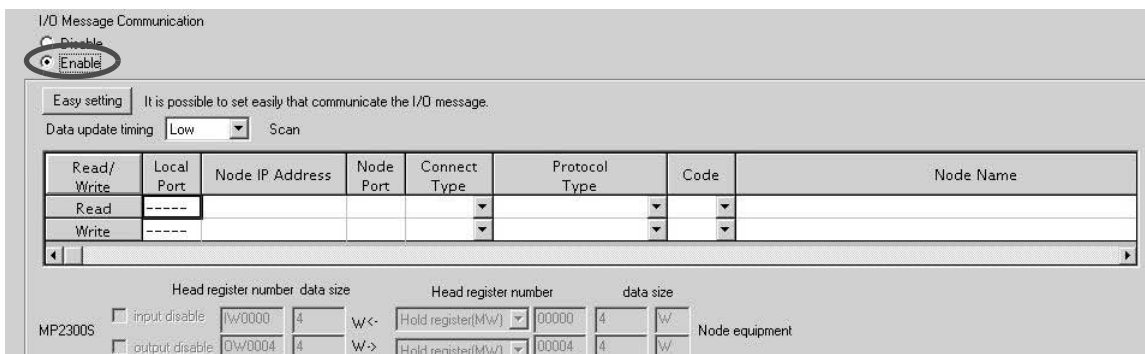 I/O Message Communication
Disable
Enable
Easy setting It is possible to set easily that communicate the I/O message.
Data update timing Low Scan
Read/ Write Local Port Node IP Address Node Port Connect Type Protocol Type Code Node Name
Read -----
Write -----
Head register number data size Head register number data size
MP2300S input disable IW0000 4 W<- Hold register(MW) 00000 4 W Node equipment
output disable OW0004 4 W-> Hold register(MW) 00004 4 W